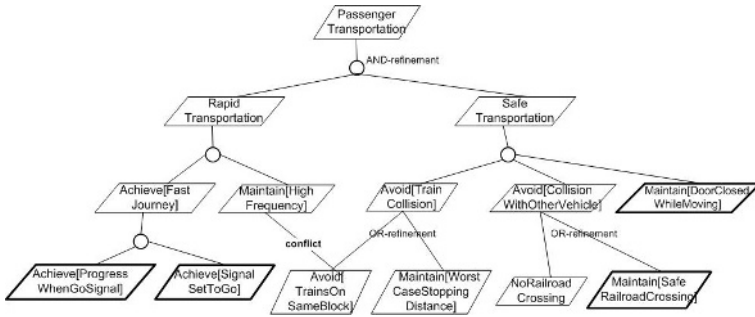 Passenger
Transportation
AND-refinement
Rapid
Transportation
Safe
Transportation
Achieve[Fast
Journey]
Maintain[High
Frequency]
Avoid[Train
Collision]
Avoid[Collision
WithOtherVehicle]
Maintain[DoorClosed
WhileMoving]
conflict
OR-refinement
OR-refinement
Achieve[Progress
WhenGoSignal]
Achieve[Signal
SetToGo]
Avoid[
TrainsOn
SameBlock]
Maintain[Worst
CaseStopping
Distance]
NoRailroad
Crossing
Maintain[Safe
RailroadCrossing]